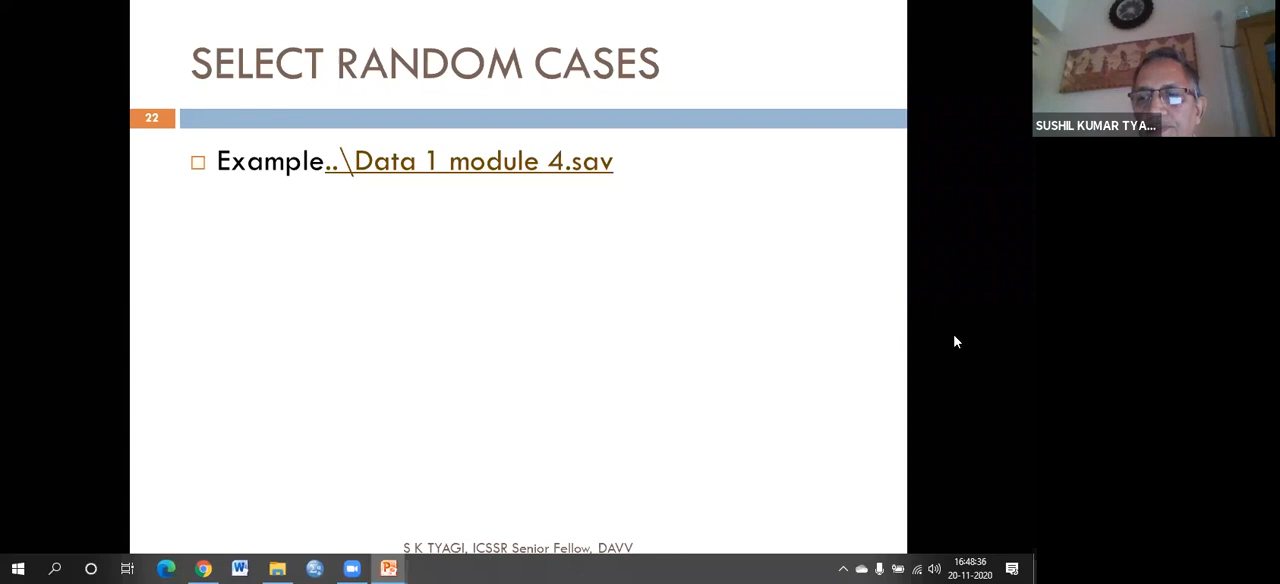 SELECT RANDOM CASES
22
Example..\Data 1 module 4.sav
S K TYAGI, ICSSR Senior Fellow, DAVV
SUSHIL KUMAR TYA...
16:48:36
20-11-2020